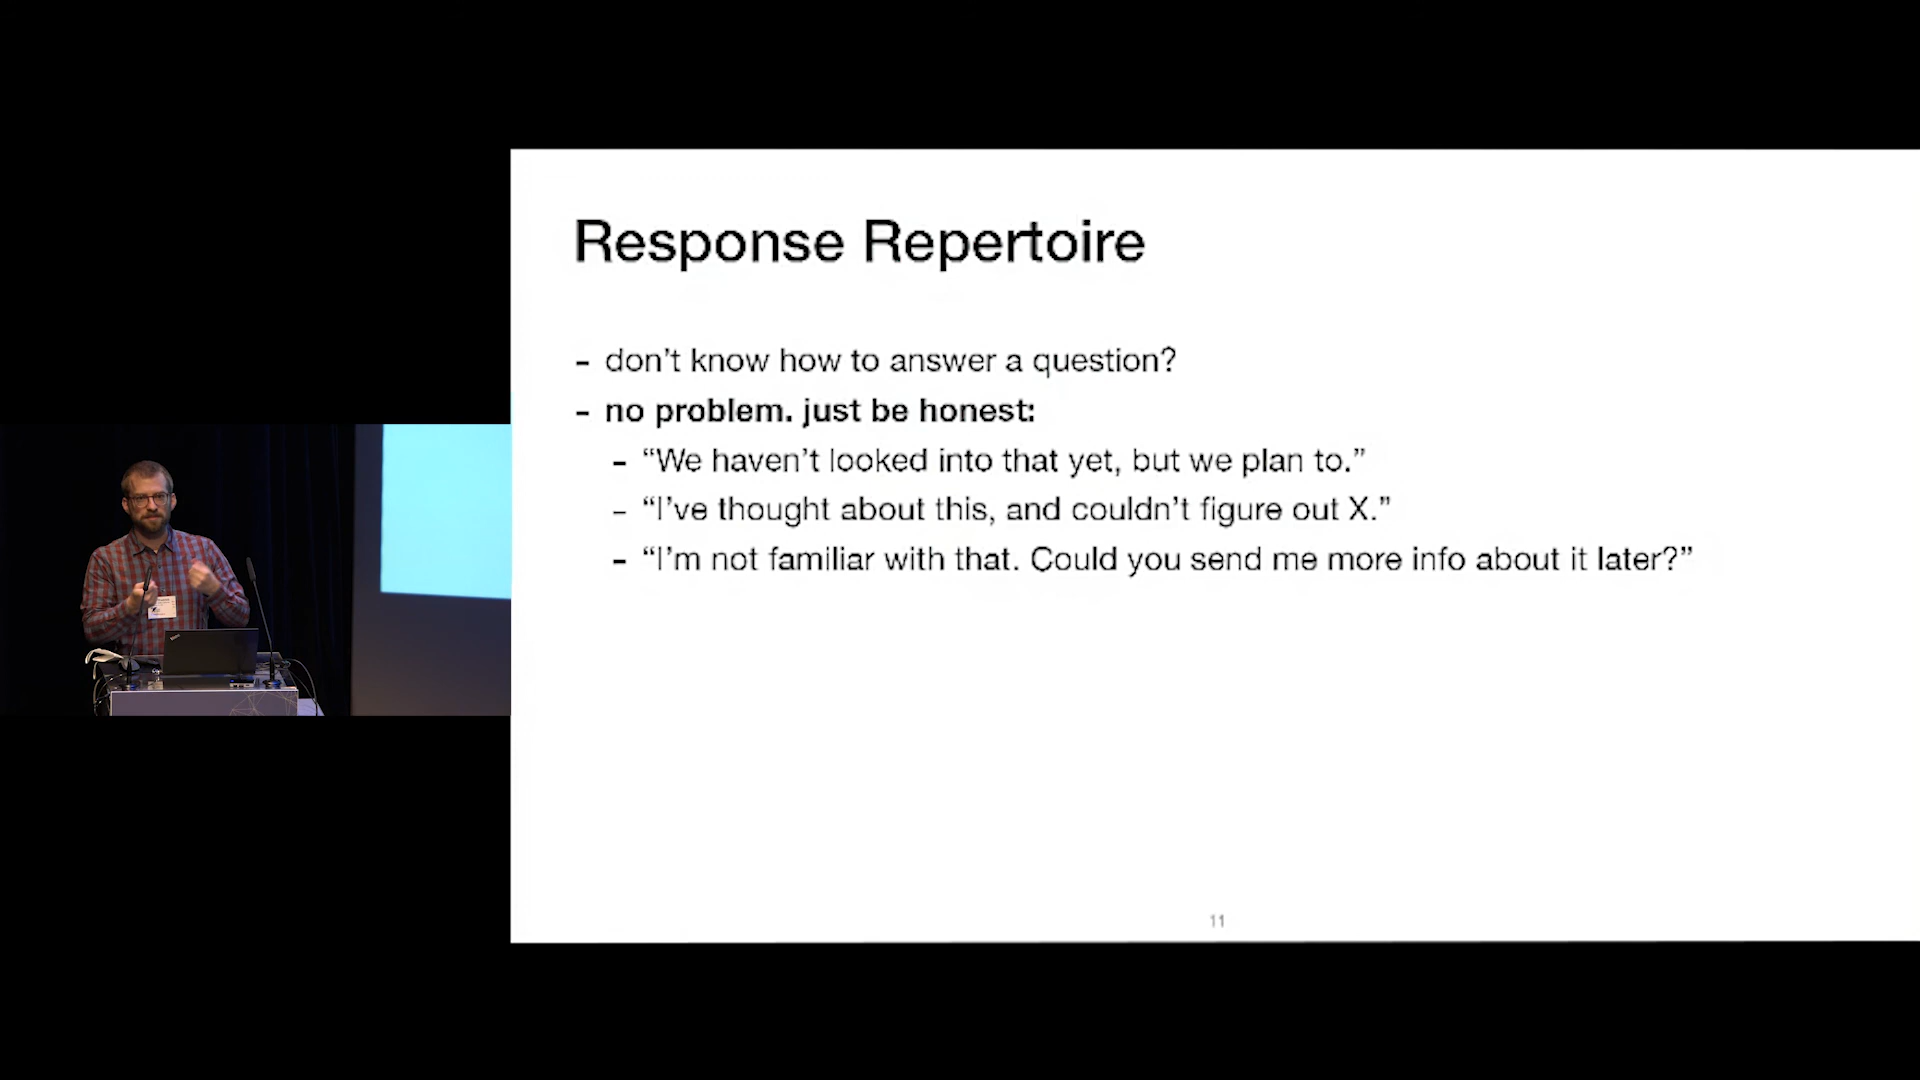 Response Repertoire
- don’t know how to answer a question?
- no problem. just be honest:
- “We haven’t looked into that yet, but we plan to.”
- “I’ve thought about this, and couldn’t figure out X.”
- “I’m not familiar with that. Could you send me more info about it later?”
11